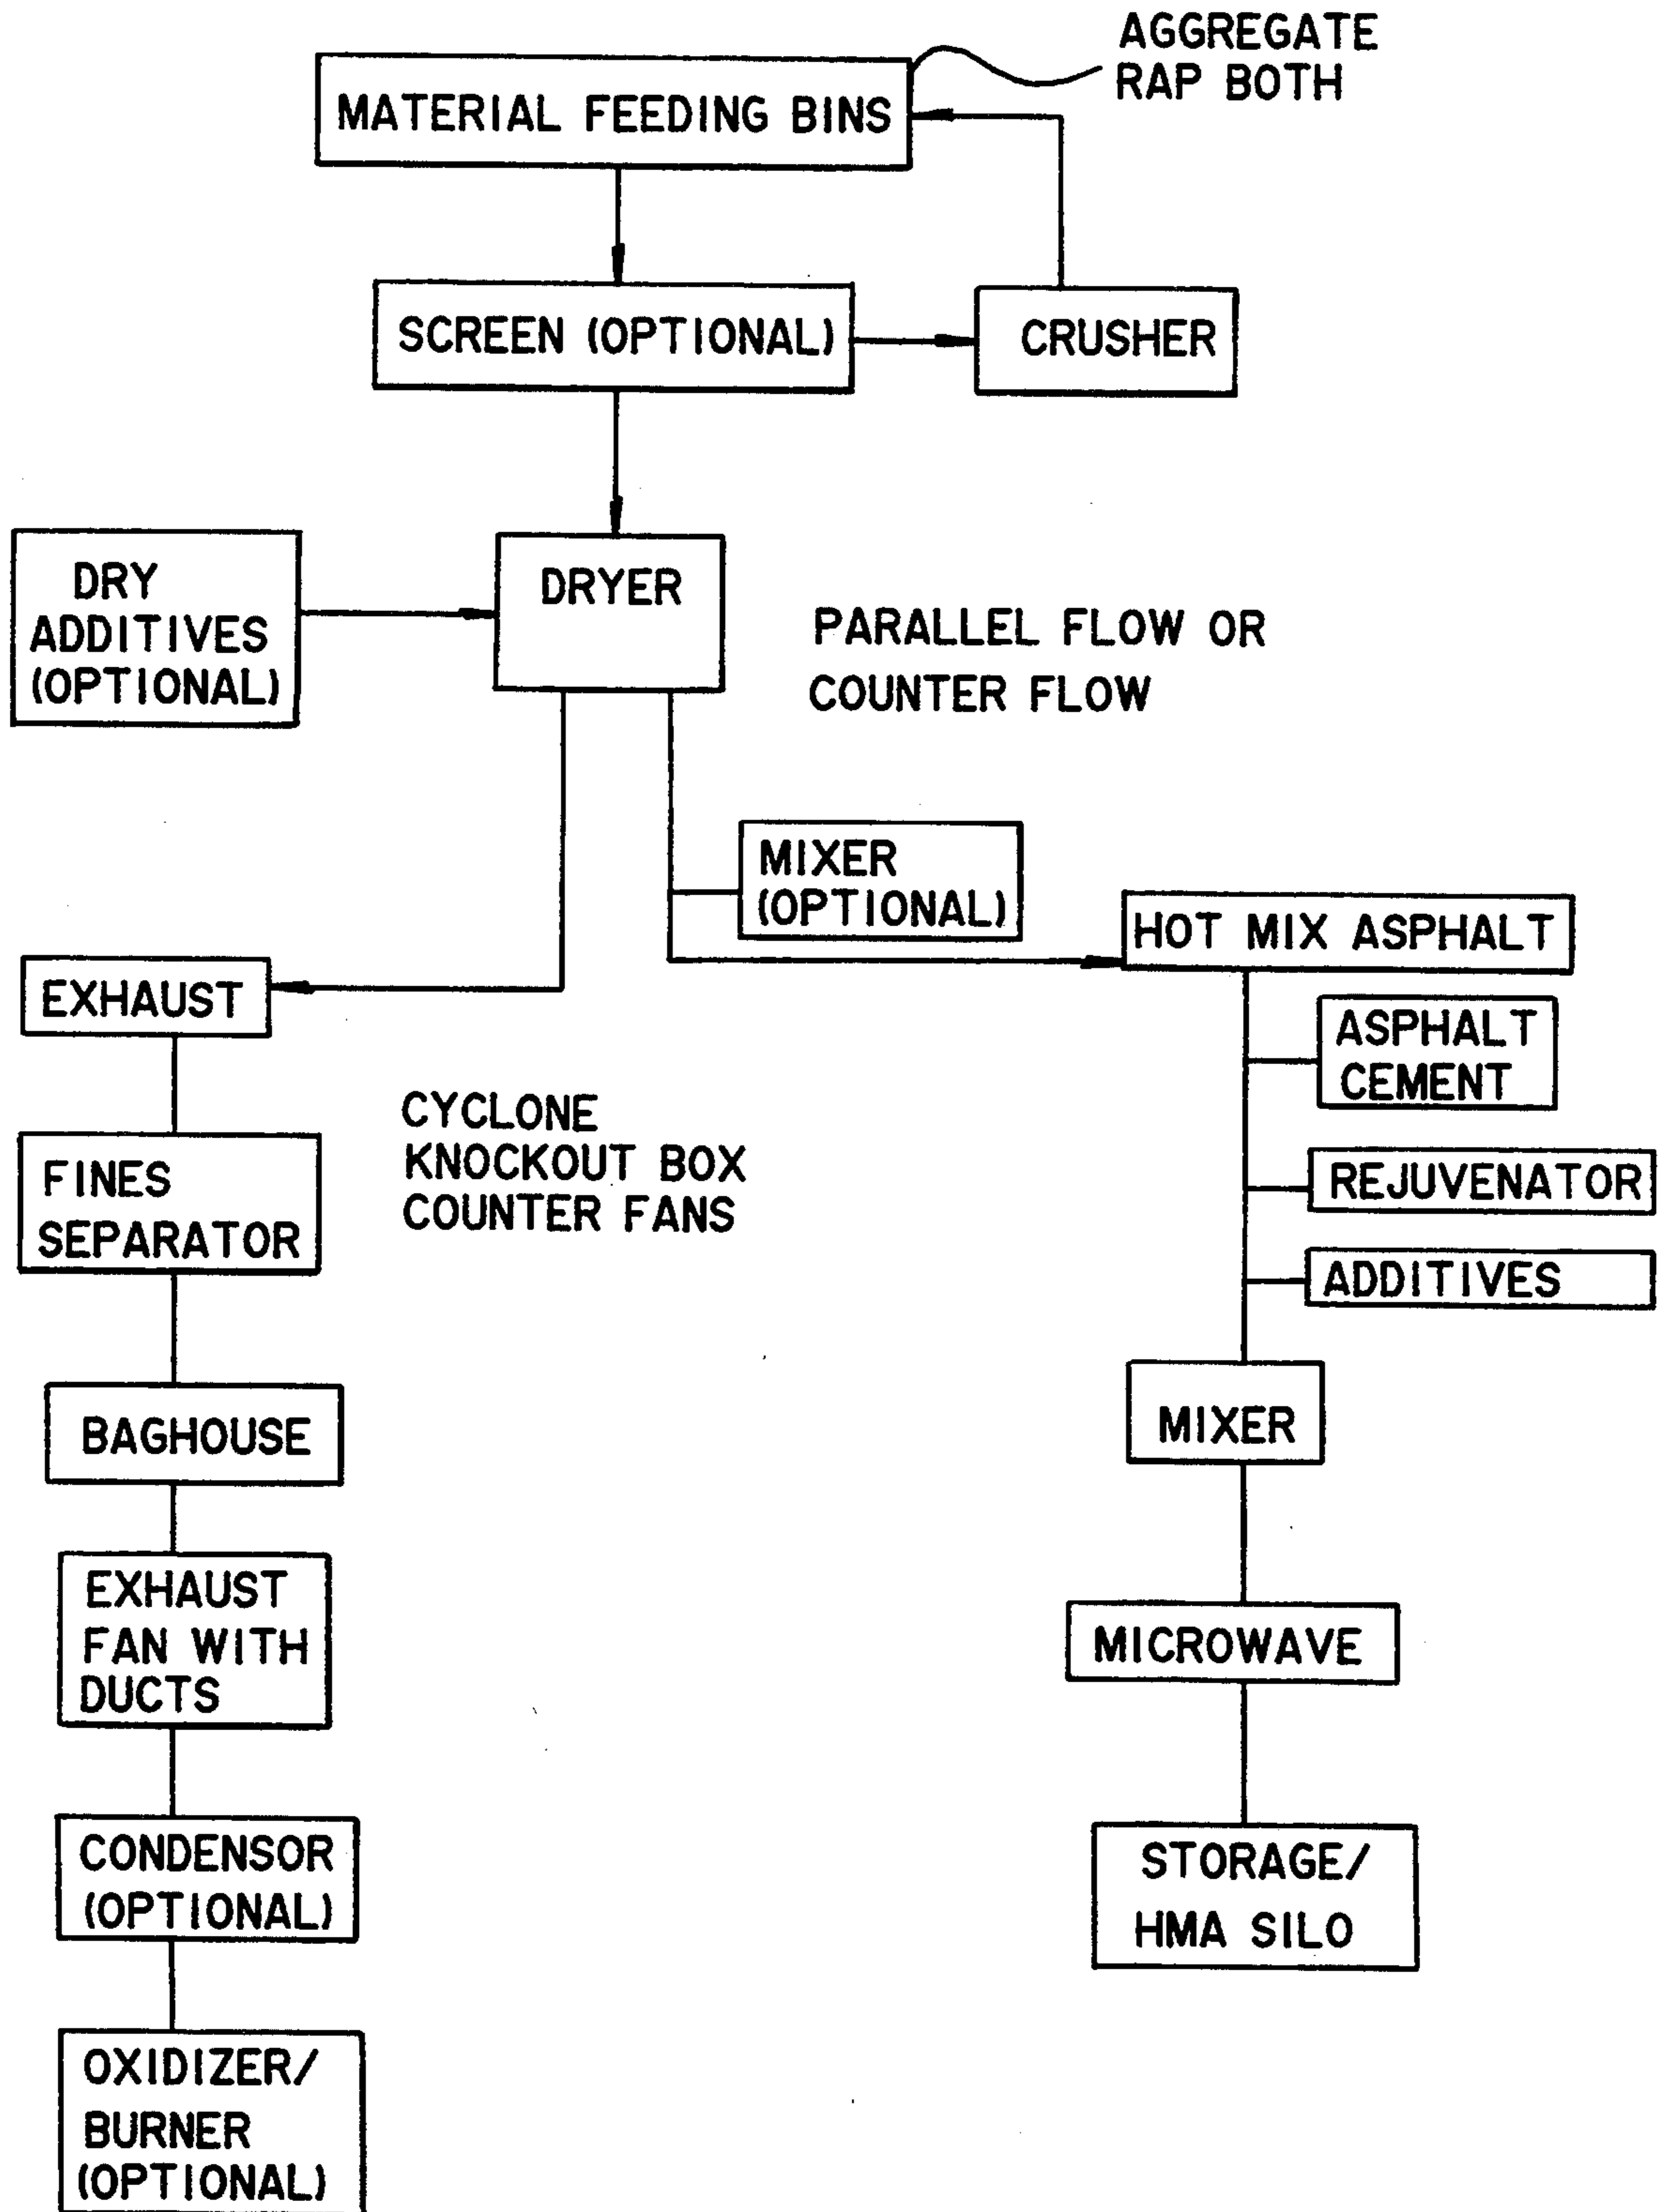 AGGREGATE
RAP BOTH
MATERIAL FEEDING BINS
SCREEN (OPTIONAL)
CRUSHER
DRY
ADDITIVES
(OPTIONAL)
DRYER
PARALLEL FLOW OR
COUNTER FLOW
MIXER
(OPTIONAL)
HOT MIX ASPHALT
EXHAUST
ASPHALT
CEMENT
CYCLONE
KNOCKOUT BOX
COUNTER FANS
FINES
SEPARATOR
REJUVENATOR
ADDITIVES
BAGHOUSE
MIXER
EXHAUST
FAN WITH
DUCTS
MICROWAVE
CONDENSOR
(OPTIONAL)
STORAGE/
HMA SILO
OXIDIZER/
BURNER
(OPTIONAL)